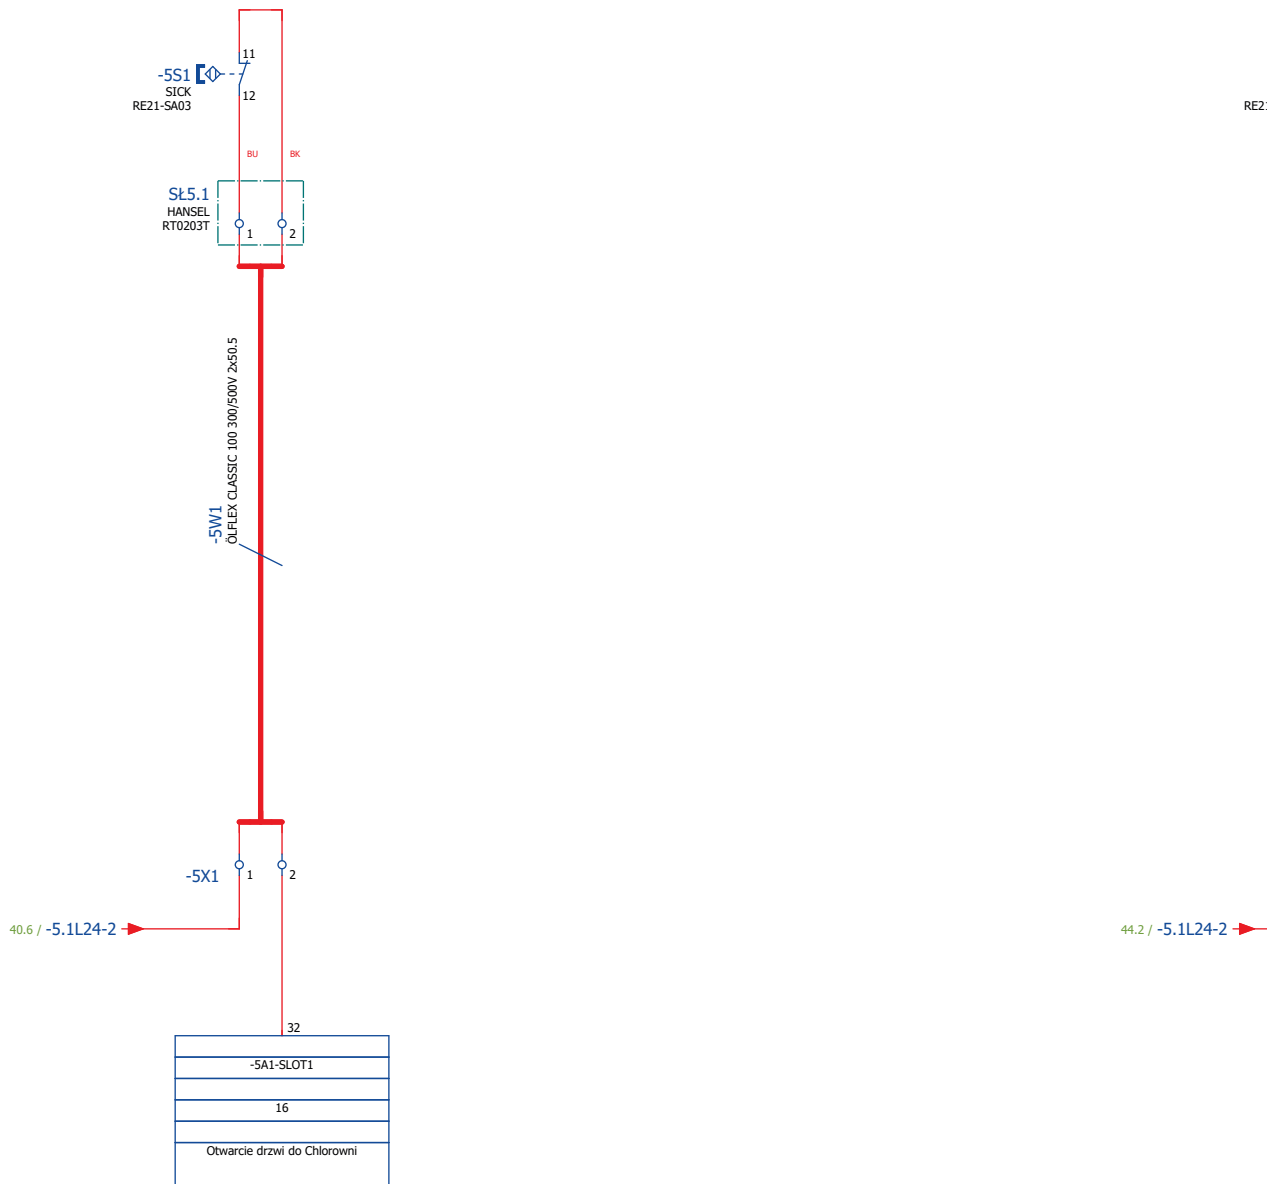 11
-5S1
SICK
12
RE21-SA03
RE21
BU
BK
SŁ5.1
HANSEL
RT0203T
1
2
-5W1
ÖLFLEX CLASSIC 100 300/500V 2x50.5
-5X1
1
2
40.6 / -5.1L24-2
44.2 / -5.1L24-2
32
-5A1-SLOT1
16
Otwarcie drzwi do Chlorowni